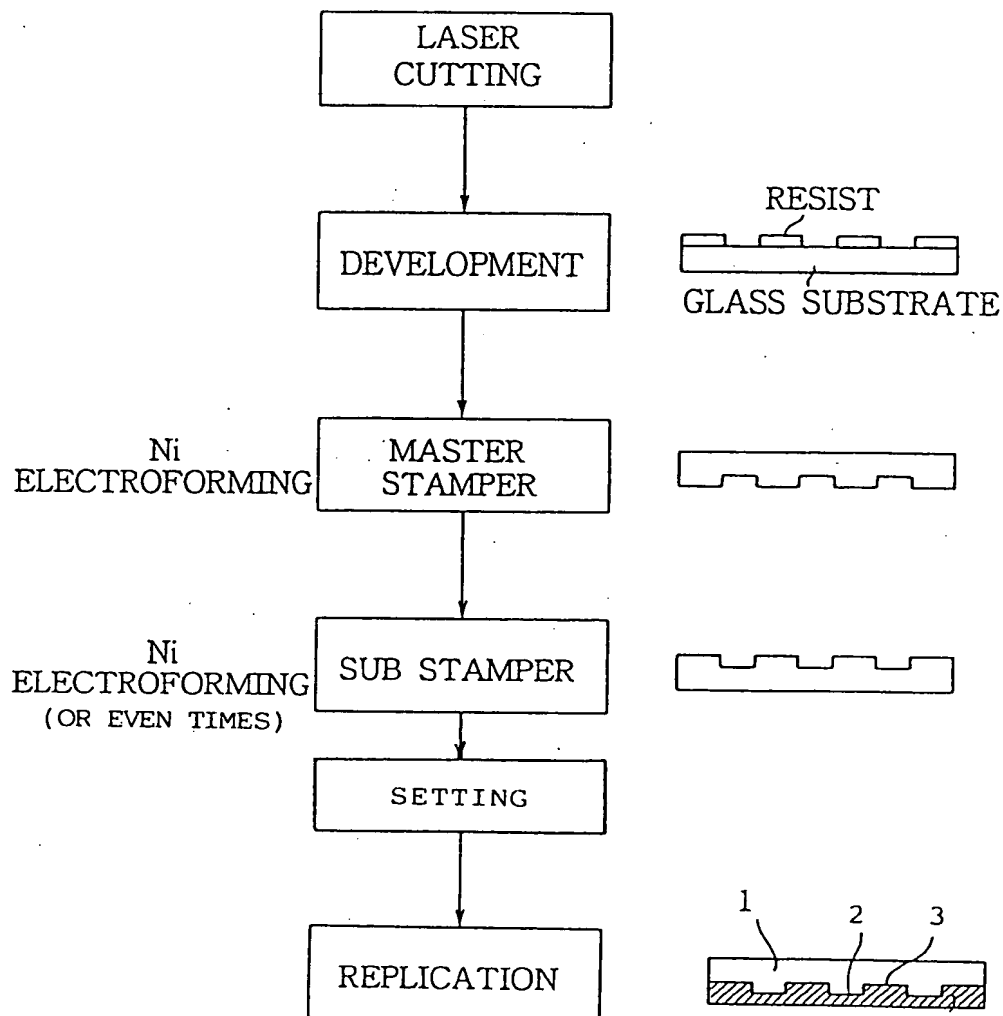 LASER
CUTTING
RESIST
DEVELOPMENT
GLASS SUBSTRATE
Ni
ELECTROFORMING
MASTER
STAMPER
Ni
ELECTROFORMING
(OR EVEN TIMES)
SUB STAMPER
SETTING
REPLICATION
1
2
3